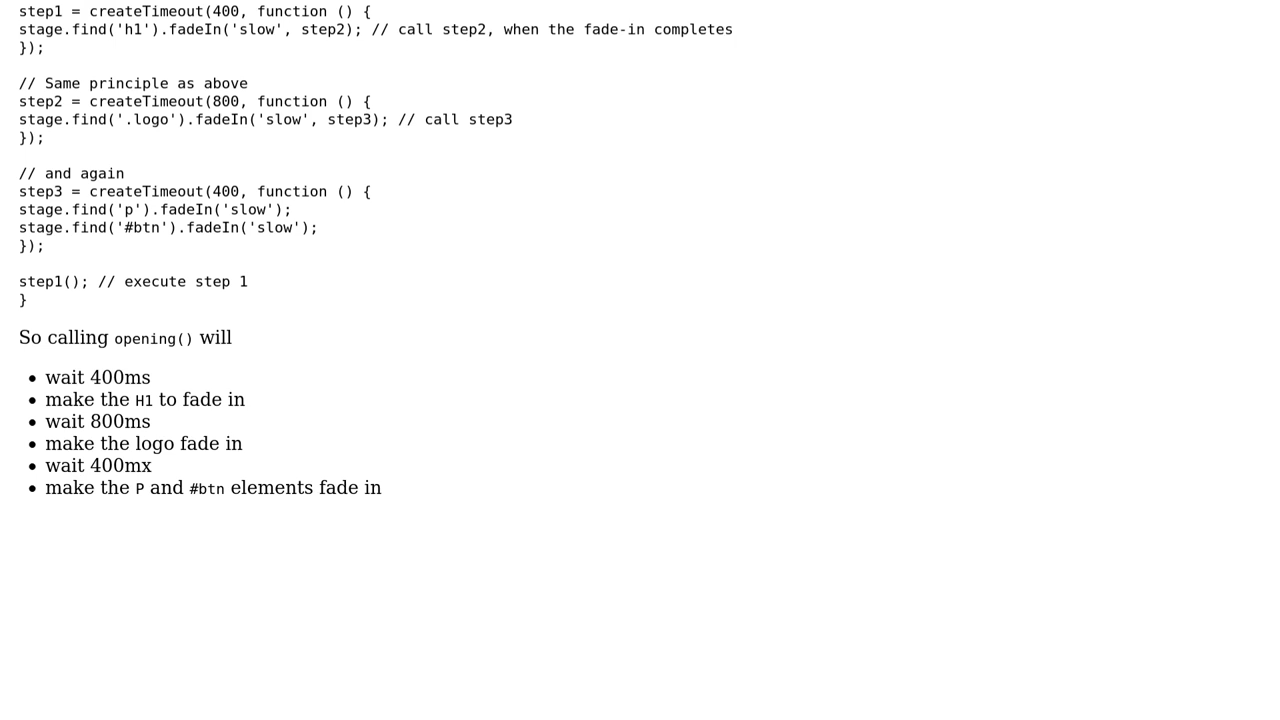 step1 = createTimeout(400, function () {
stage.find('h1').fadeIn('slow', step2); // call step2, when the fade-in completes
});
// Same principle as above
step2 = createTimeout(800, function () {
stage.find('.logo').fadeIn('slow', step3); // call step3
});
// and again
step3 = createTimeout(400, function () {
stage.find('p').fadeIn('slow');
stage.find('#btn').fadeIn('slow');
});
step1(); // execute step 1
}
So calling opening() will
• wait 400ms
• make the H1 to fade in
• wait 800ms
• make the logo fade in
• wait 400mx
• make the P and #btn elements fade in